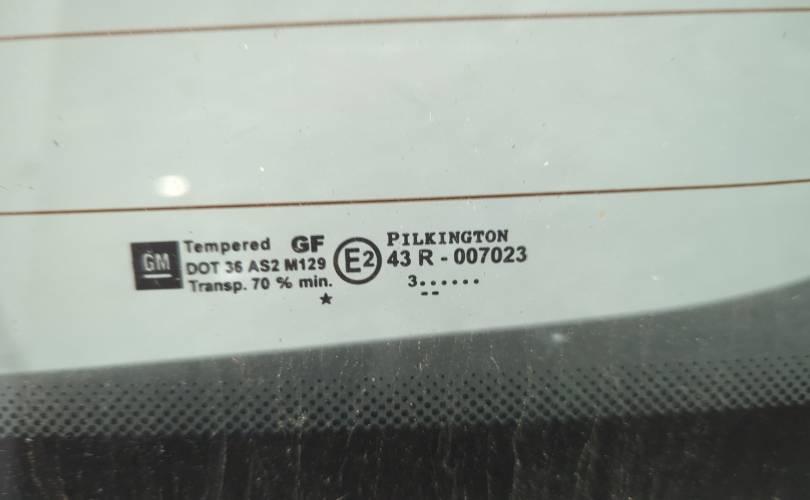 GM
Tempered GF
DOT 36 AS2 M129
Transp. 70 % min.
E2
PILKINGTON
43 R - 007023
3......